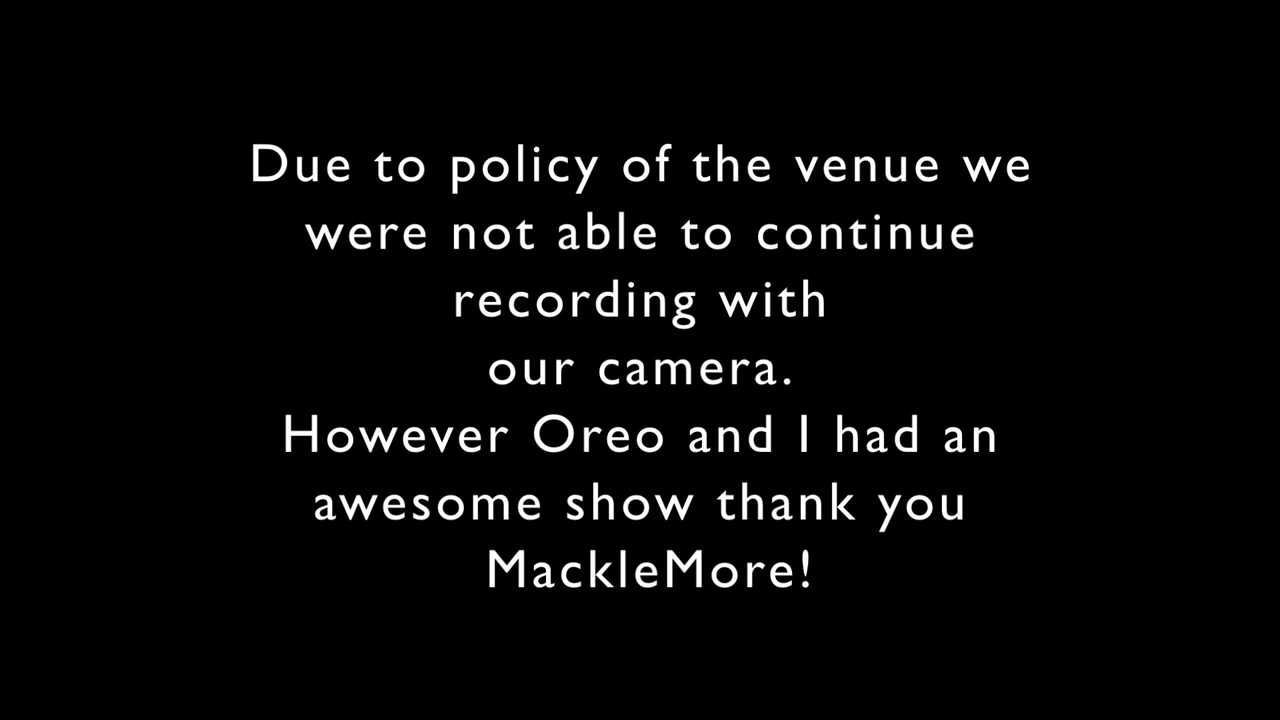 Due to policy of the venue we
were not able to continue
recording with
our camera.
However Oreo and I had an
awesome show thank you
MackleMore!